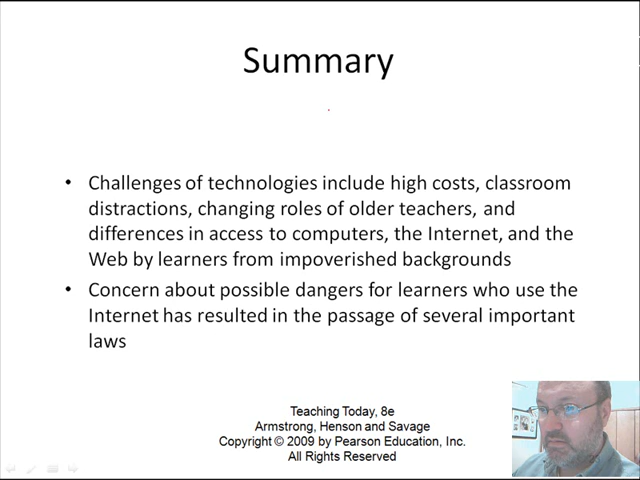 Summary
• Challenges of technologies include high costs, classroom
distractions, changing roles of older teachers, and
differences in access to computers, the Internet, and the
Web by learners from impoverished backgrounds
• Concern about possible dangers for learners who use the
Internet has resulted in the passage of several important
laws
Teaching Today, 8e
Armstrong, Henson and Savage
Copyright © 2009 by Pearson Education, Inc.
All Rights Reserved